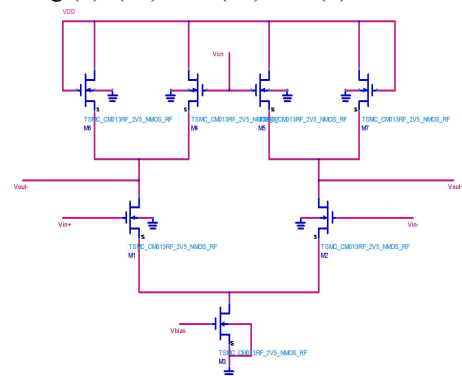 VDD
Vcn
s
s
s
s
TSMC_CM013RF_2V5_NMOS_RF
M6
TSMC_CM013RF_2V5_NMOS_RF
M4
M5
TSMC_CM013RF_2V5_NMOS_RF
M7
Vout-
Vout-
Vin+
Vin-
s
s
TSMC_CM013RF_2V5_NMOS_RF
M1
TSMC_CM013RF_2V5_NMOS_RF
M2
Vbias
s
TSMC_CM013RF_2V5_NMOS_RF
M3